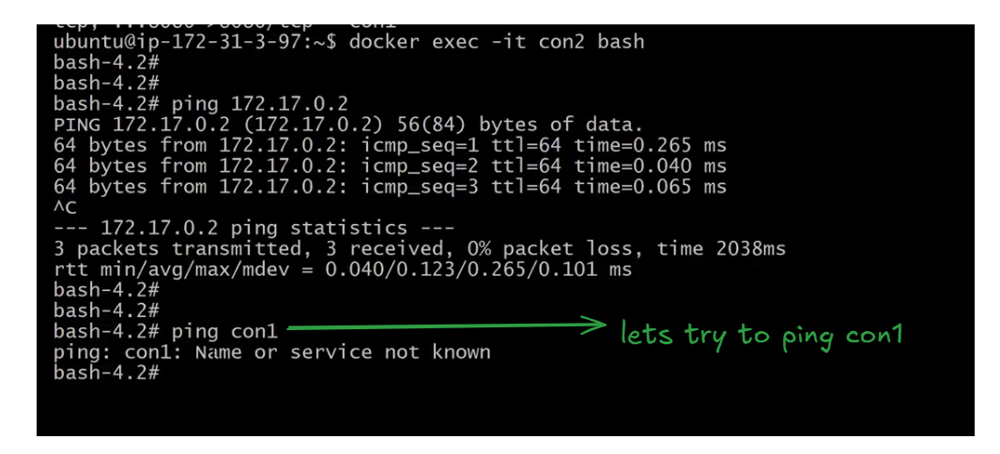 ubuntu@ip-172-31-3-97:~$ docker exec -it con2 bash
bash-4.2#
bash-4.2#
bash-4.2# ping 172.17.0.2
PING 172.17.0.2 (172.17.0.2) 56(84) bytes of data.
64 bytes from 172.17.0.2: icmp_seq=1 ttl=64 time=0.265 ms
64 bytes from 172.17.0.2: icmp_seq=2 ttl=64 time=0.040 ms
64 bytes from 172.17.0.2: icmp_seq=3 ttl=64 time=0.065 ms
^C
--- 172.17.0.2 ping statistics ---
3 packets transmitted, 3 received, 0% packet loss, time 2038ms
rtt min/avg/max/mdev = 0.040/0.123/0.265/0.101 ms
bash-4.2#
bash-4.2#
bash-4.2# ping con1
lets try to ping con1
ping: con1: Name or service not known
bash-4.2#